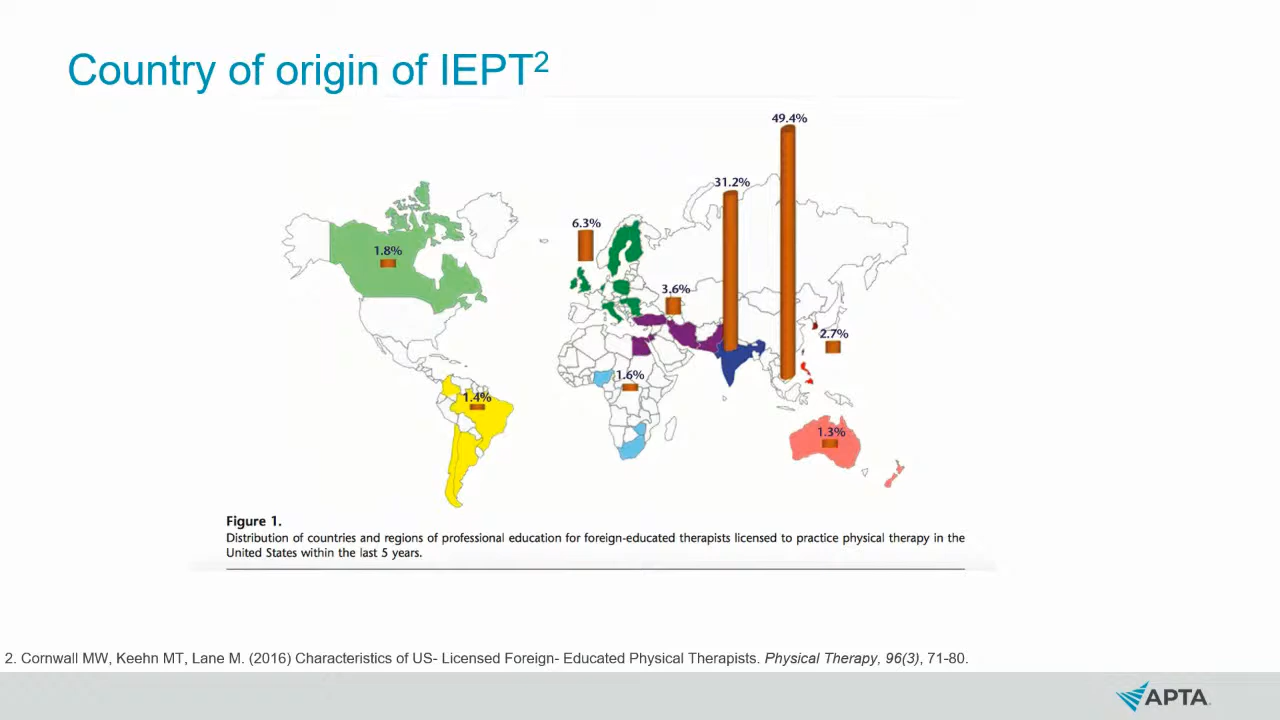 Country of origin of IEPT2
49.4%
31.2%
6.3%
1.8%
3.6%
2.7%
1.6%
1.4%
1.3%
Figure 1.
Distribution of countries and regions of professional education for foreign-educated therapists licensed to practice physical therapy in the
United States within the last 5 years.
2. Cornwall MW, Keehn MT, Lane M. (2016) Characteristics of US- Licensed Foreign- Educated Physical Therapists. Physical Therapy, 96(3), 71-80.
APTA